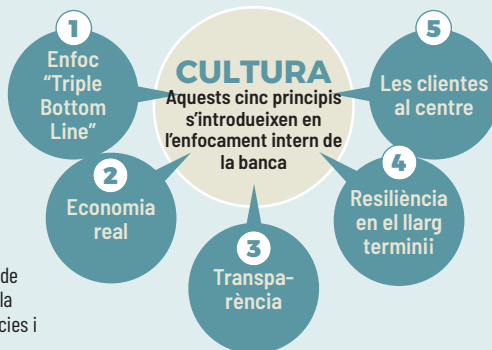 1
Enfoc
“Triple
Bottom
Line”
2
Economia
real
3
Transpa-
rència
4
Resiliència
en el llarg
terminii
5
Les clientes
al centre
CULTURA
Aquests cinc principis
s’introdueixen en
l’enfocament intern de
la banca
de
la
cies i